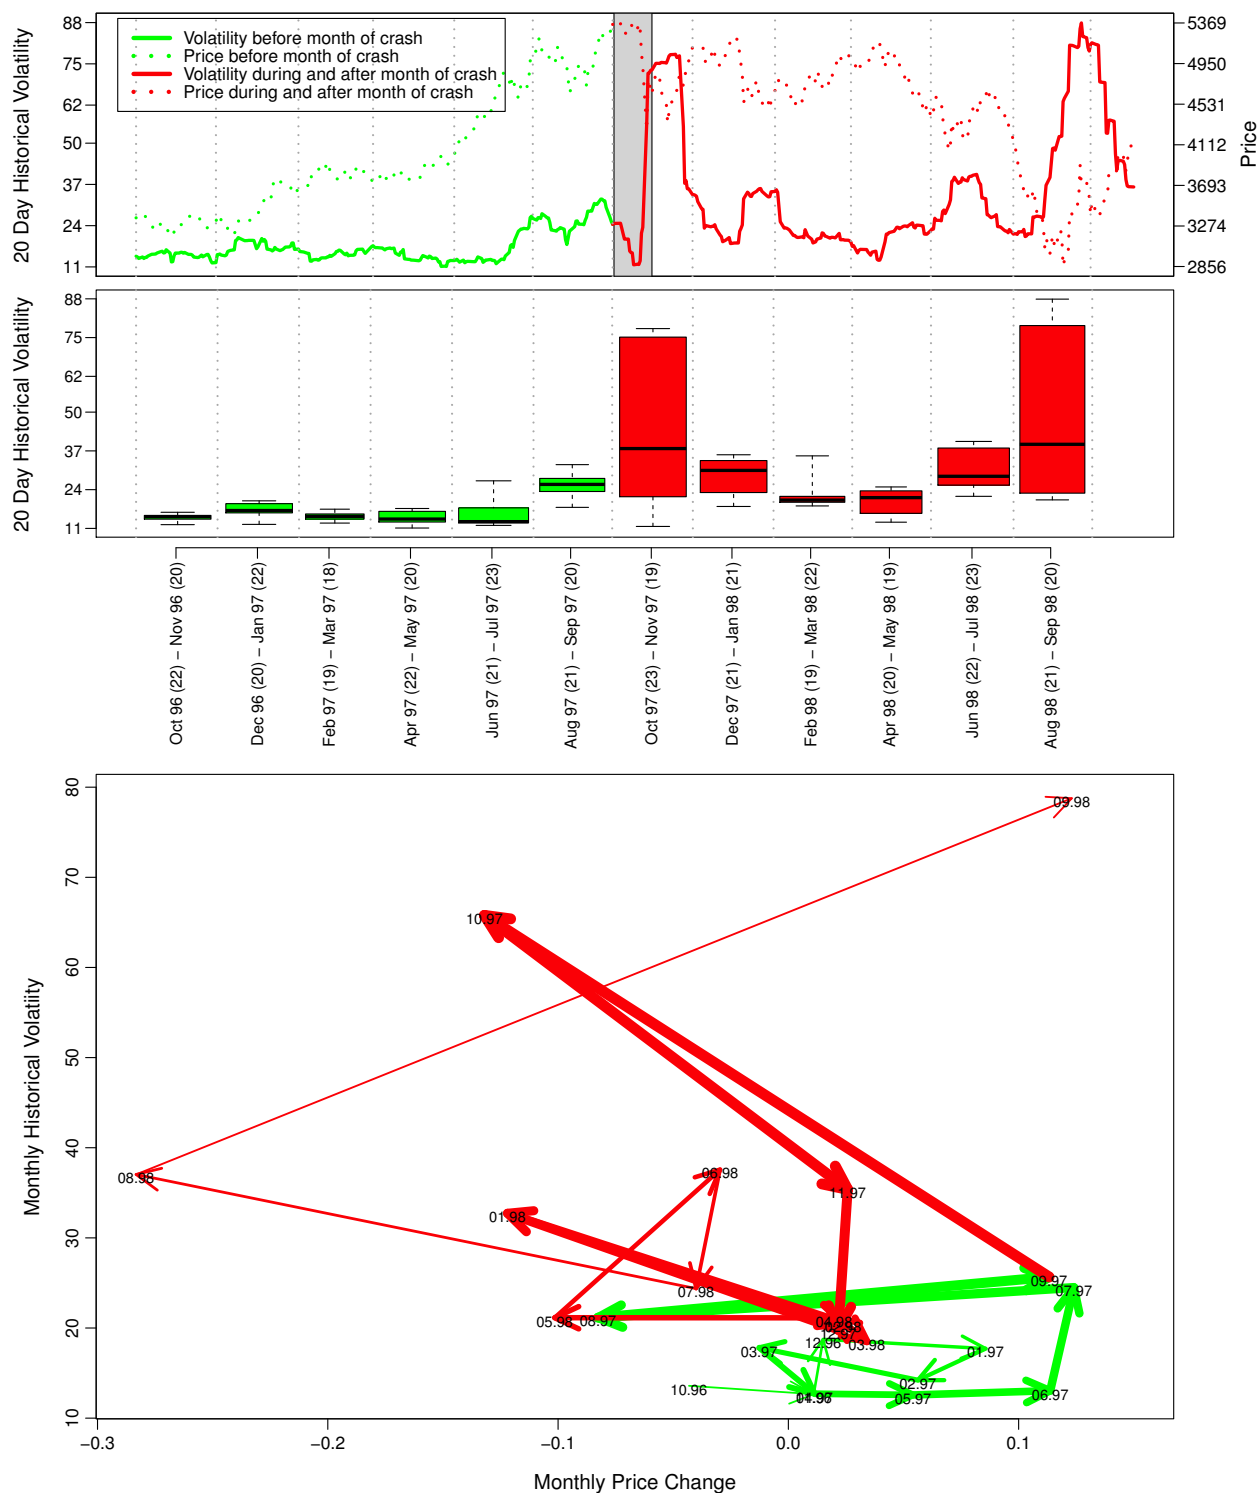 Volatility before month of crash
Price before month of crash
Volatility during and after month of crash
Price during and after month of crash
20 Day Historical Volatility
88
75
62
50
37
24
11
5369
4950
4531
4112
3693
3274
2856
Price
20 Day Historical Volatility
88
75
62
50
37
24
11
Oct 96 (22) − Nov 96 (20)
Dec 96 (20) − Jan 97 (22)
Feb 97 (19) − Mar 97 (18)
Apr 97 (22) − May 97 (20)
Jun 97 (21) − Jul 97 (23)
Aug 97 (21) − Sep 97 (20)
Oct 97 (23) − Nov 97 (19)
Dec 97 (21) − Jan 98 (21)
Feb 98 (19) − Mar 98 (22)
Apr 98 (20) − May 98 (19)
Jun 98 (22) − Jul 98 (23)
Aug 98 (21) − Sep 98 (20)
Monthly Historical Volatiity
80
70
60
50
40
30
20
10
09.98
10.97
08.98
06.98
11.97
01.98
07.98
09.97
07.97
05.98
08.97
04.98
12.97
03.98
12.96
03.97
01.97
02.97
10.96
05.97
06.97
−0.3
−0.2
−0.1
0.0
0.1
Monthly Price Change